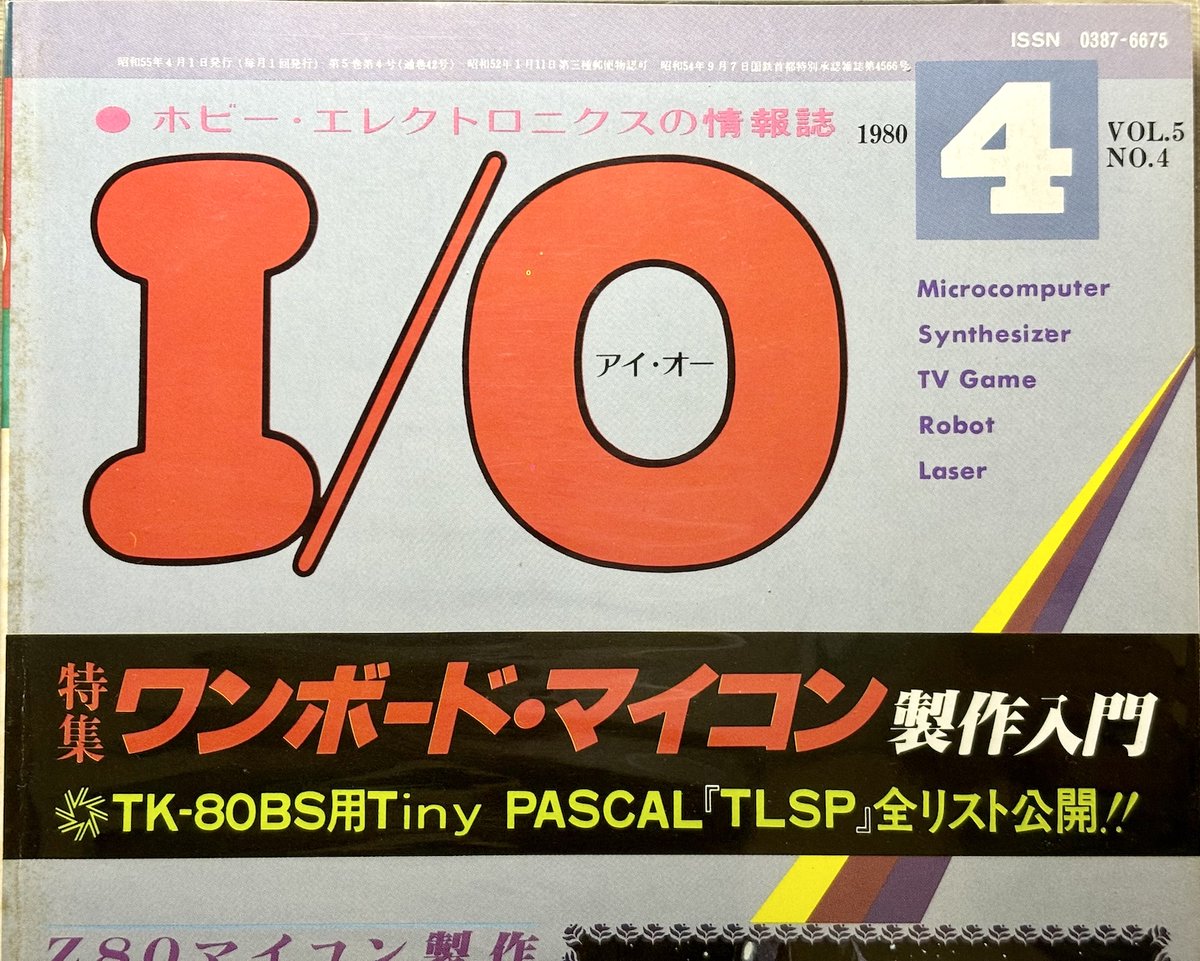 ISSN 0387-6675
昭和55年4月1日発行(毎月1回発行) 第5巻第4号(通巻42号) 昭和52年1月11日第三種郵便物認可 昭和54年9月7日国鉄首都特別承認雑誌第4566号
●ホビー・エレクトロニクスの情報誌
1980
4
VOL.5
NO.4
I/O
アイ・オー
Microcomputer
Synthesizer
TV Game
Robot
Laser
特集ワンボード・マイコン製作入門
TK-80BS用Tiny PASCAL『TLSP』全リスト公開!!
Z80マイコン製作